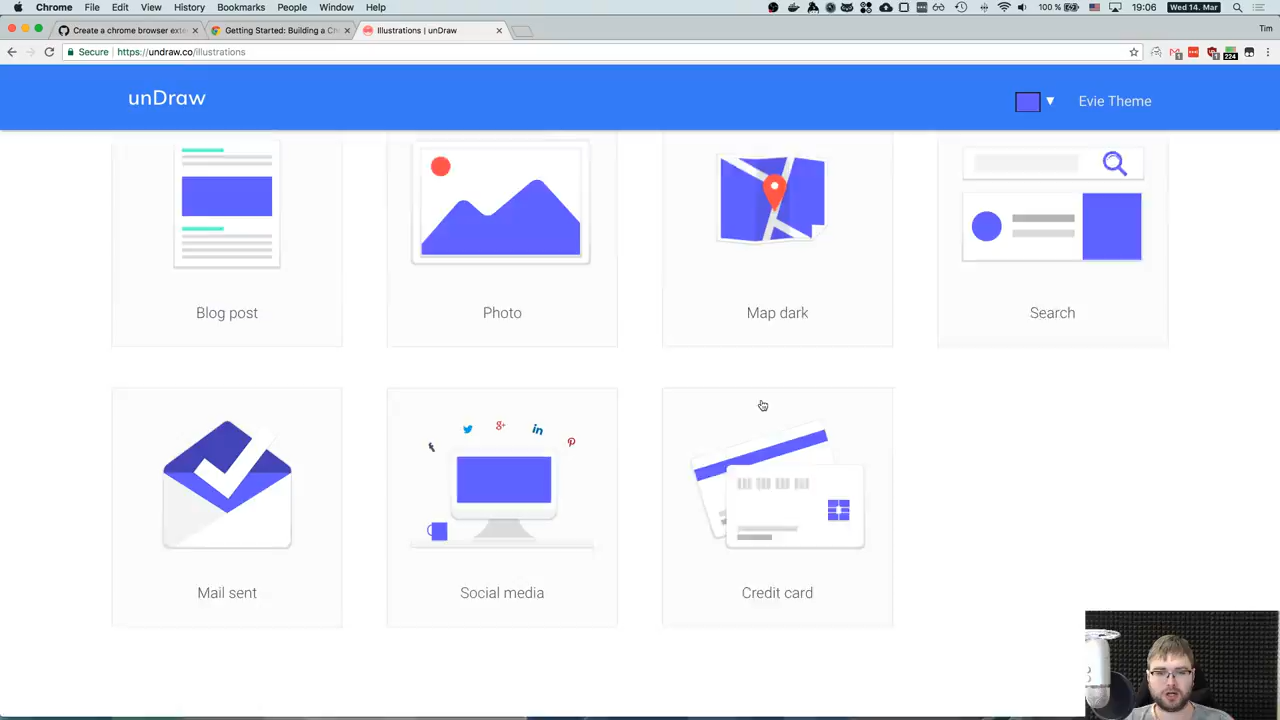 Chrome File Edit View History Bookmarks People Window Help 100 % 19:06 Wed 14. Mar
Create a chrome browser exte Getting Started: Building a C Illustrations | unDraw Tim
Secure https://undraw.co/illustrations 224
unDraw Evie Theme
Blog post Photo Map dark Search
Mail sent Social media Credit card